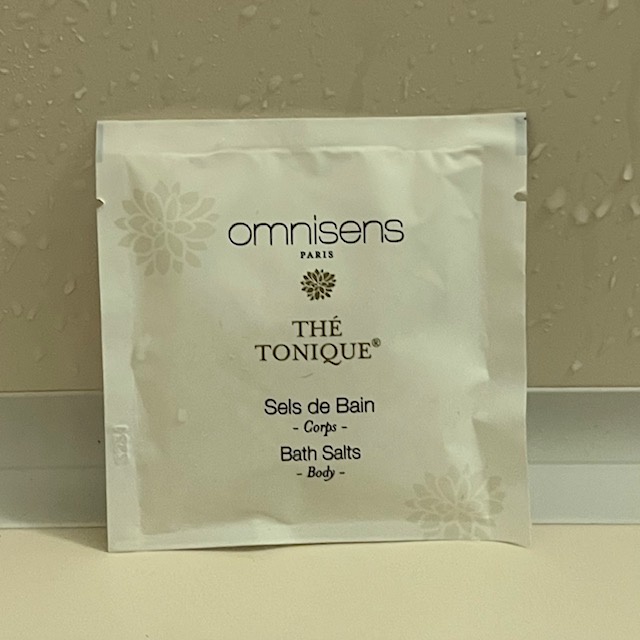 omnisens
PARIS
THÉ
TONIQUE®
Sels de Bain
- Corps -
Bath Salts
- Body -